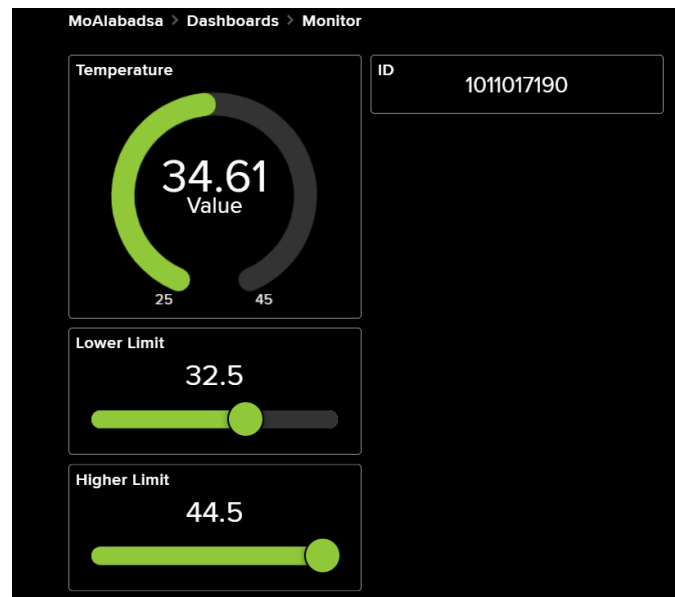 MoAlabadsa > Dashboards > Monitor
Temperature
34.61
Value
25 45
ID
1011017190
Lower Limit
32.5
Higher Limit
44.5